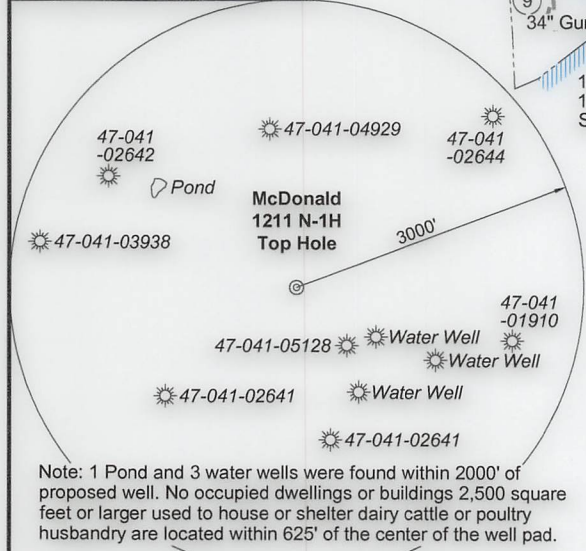 9
34" Gu
1
1
S
47-041
-02642
47-041-04929
47-041
-02644
Pond
McDonald
1211 N-1H
Top Hole
3000'
47-041-03938
47-041
-01910
47-041-05128
Water Well
Water Well
47-041-02641
Water Well
47-041-02641
Note: 1 Pond and 3 water wells were found within 2000' of
proposed well. No occupied dwellings or buildings 2,500 square
feet or larger used to house or shelter dairy cattle or poultry
husbandry are located within 625' of the center of the well pad.